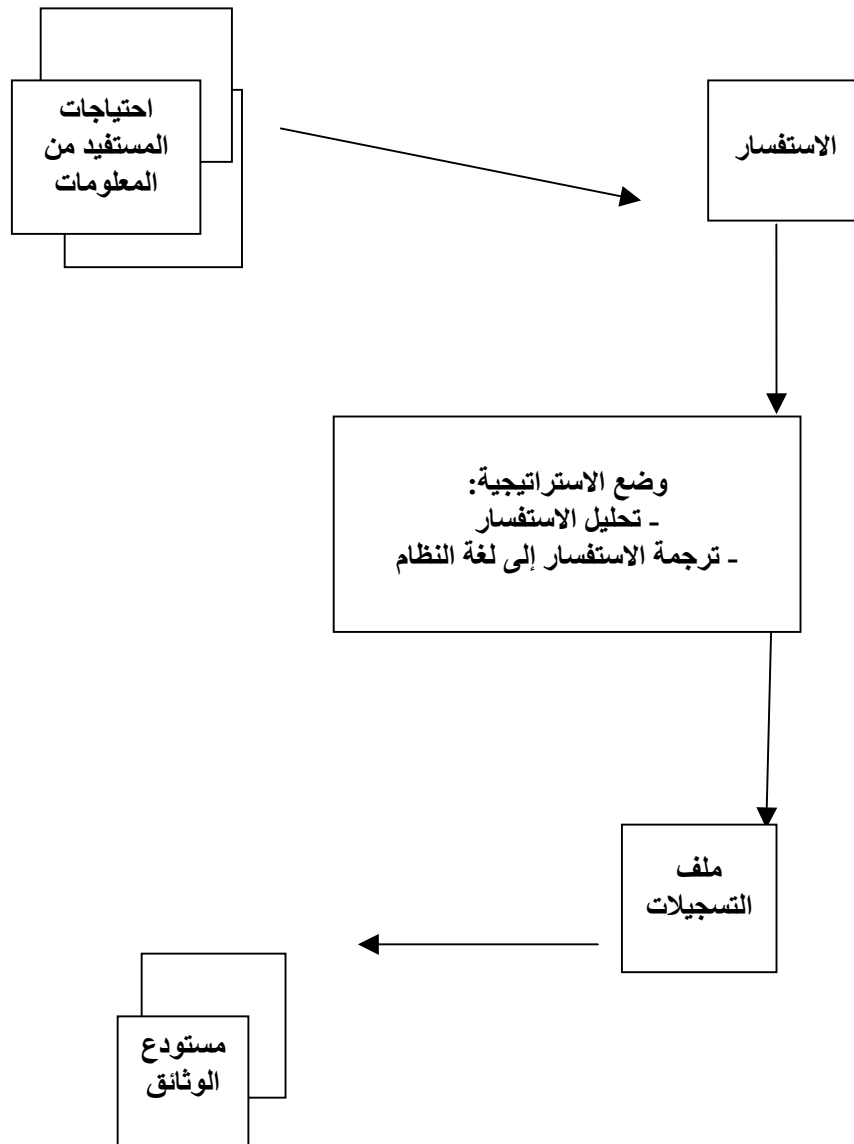 احتياجات
المستفيد من
المعلومات
الاستفسار
وضع الاستراتيجية:
- تحليل الاستفسار
- ترجمة الاستفسار إلى لغة النظام
ملف
التسجيلات
مستودع
الوثائق